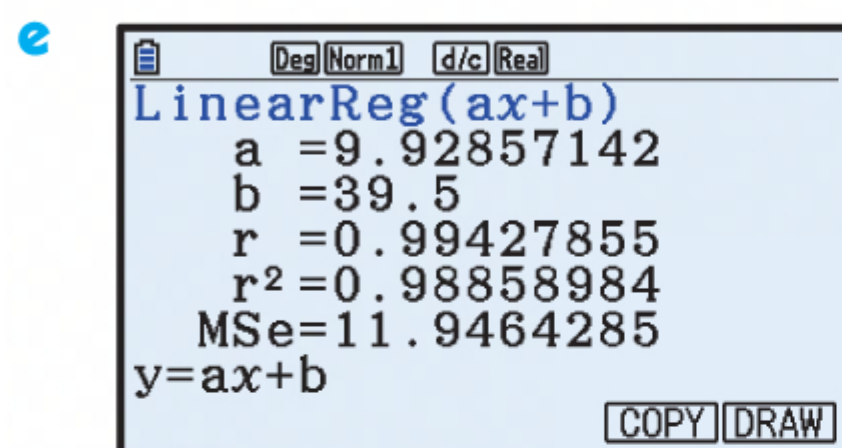 e
Deg Norm1 d/c Real
LinearReg(ax+b)
a =9.92857142
b =39.5
r =0.99427855
r²=0.98858984
MSe=11.9464285
y=ax+b
COPY DRAW